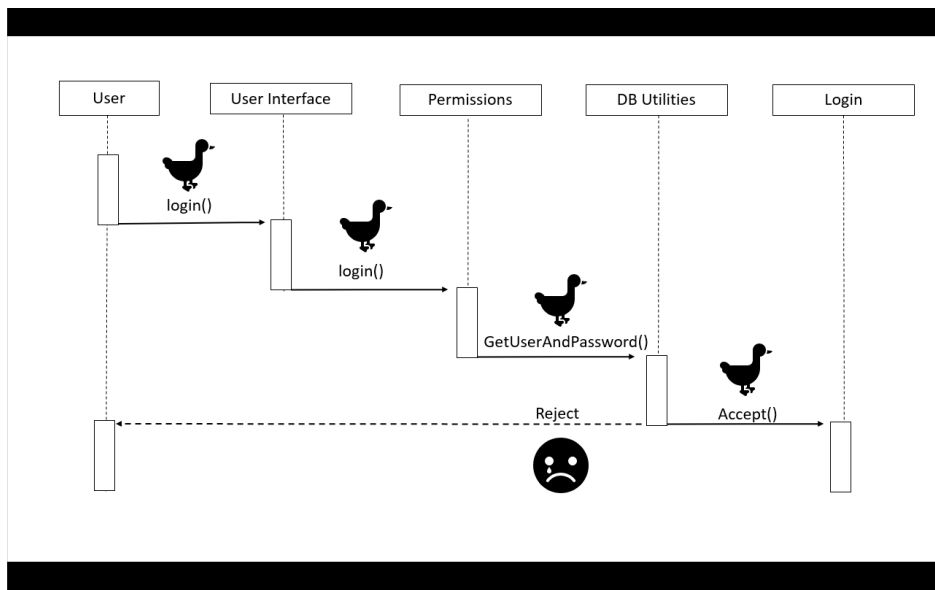 User
User Interface
Permissions
DB Utilities
Login
login()
login()
GetUserAndPassword()
Reject
Accept()